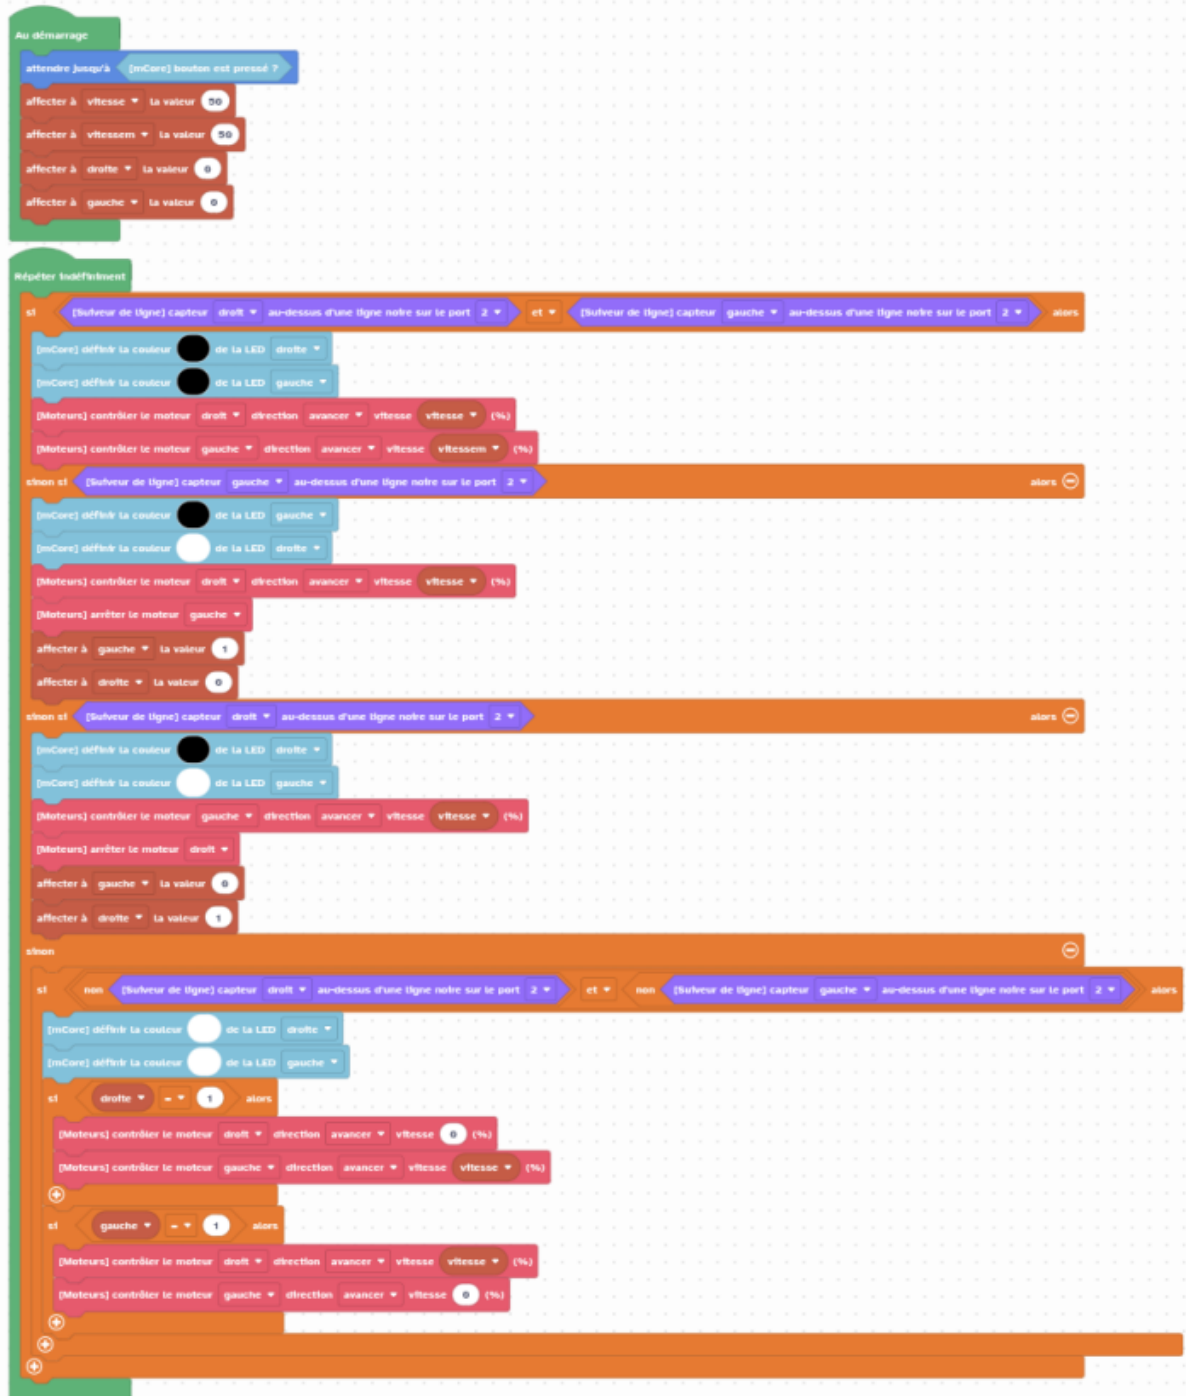 Au démarrage
attendre jusqu'à [mCore] bouton est pressé ?
affecter à vitesse la valeur 50
affecter à vitessem la valeur 50
affecter à droite la valeur 0
affecter à gauche la valeur 0
Répéter indéfiniment
si [Suiveur de ligne] capteur droit au-dessus d'une ligne noire sur le port 2 et [Suiveur de ligne] capteur gauche au-dessus d'une ligne noire sur le port 2 alors
[mCore] définir la couleur de la LED droite
[mCore] définir la couleur de la LED gauche
[Moteurs] contrôler le moteur droit direction avancer vitesse vitesse (%)
[Moteurs] contrôler le moteur gauche direction avancer vitesse vitessem (%)
sinon si [Suiveur de ligne] capteur gauche au-dessus d'une ligne noire sur le port 2 alors
[mCore] définir la couleur de la LED gauche
[mCore] définir la couleur de la LED droite
[Moteurs] contrôler le moteur droit direction avancer vitesse vitesse (%)
[Moteurs] arrêter le moteur gauche
affecter à gauche la valeur 1
affecter à droite la valeur 0
sinon si [Suiveur de ligne] capteur droit au-dessus d'une ligne noire sur le port 2 alors
[mCore] définir la couleur de la LED droite
[mCore] définir la couleur de la LED gauche
[Moteurs] contrôler le moteur gauche direction avancer vitesse vitesse (%)
[Moteurs] arrêter le moteur droit
affecter à gauche la valeur 0
affecter à droite la valeur 1
sinon
si non [Suiveur de ligne] capteur droit au-dessus d'une ligne noire sur le port 2 et non [Suiveur de ligne] capteur gauche au-dessus d'une ligne noire sur le port 2 alors
[mCore] définir la couleur de la LED droite
[mCore] définir la couleur de la LED gauche
si droite = 1 alors
[Moteurs] contrôler le moteur droit direction avancer vitesse 0 (%)
[Moteurs] contrôler le moteur gauche direction avancer vitesse vitesse (%)
si gauche = 1 alors
[Moteurs] contrôler le moteur droit direction avancer vitesse vitesse (%)
[Moteurs] contrôler le moteur gauche direction avancer vitesse 0 (%)